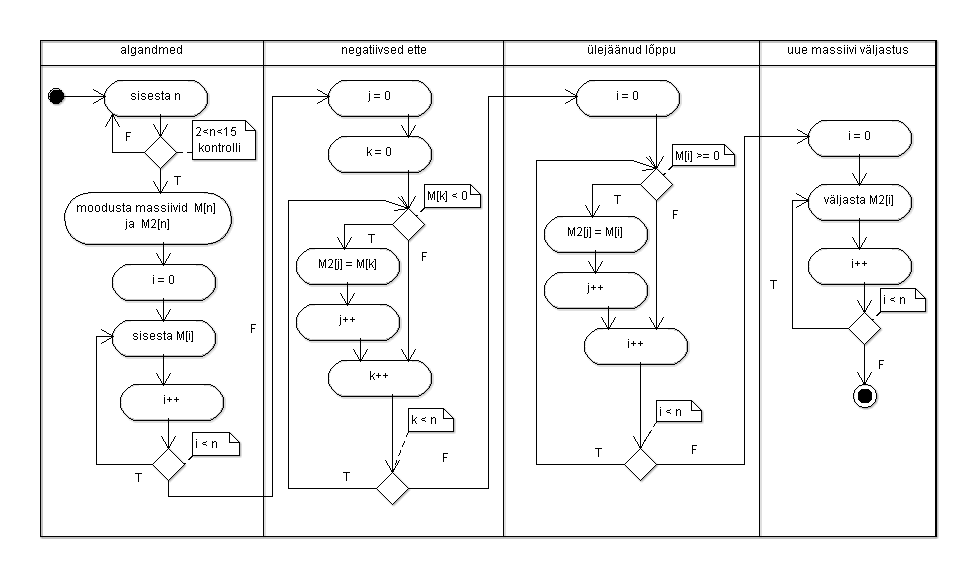 algandmed
sisesta n
F
2<n<15
kontrolli
T
moodusta massiivid M[n]
ja M2[n]
i = 0
sisesta M[i]
i++
i < n
T
F
negatiivsed ette
j = 0
k = 0
M[k] < 0
T
F
M2[j] = M[k]
j++
k++
k < n
F
T
ülejäänud lõppu
i = 0
M[i] >= 0
T
F
M2[j] = M[i]
j++
i++
i < n
T
F
uue massiivi väljastus
i = 0
väljasta M2[i]
i++
T
i < n
F